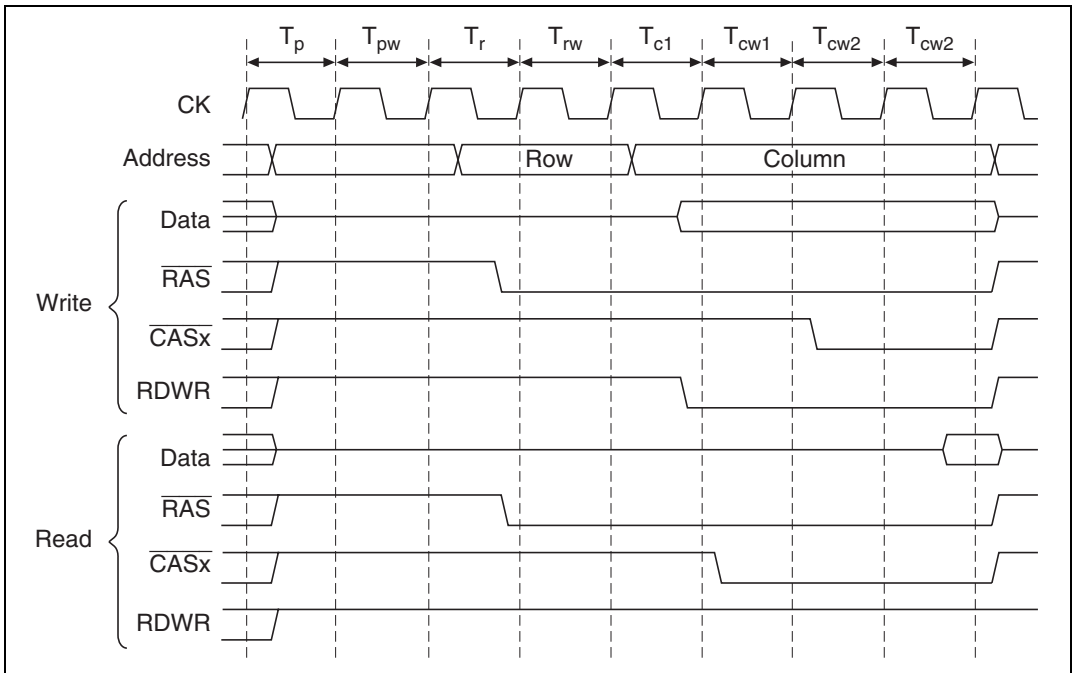 Tp Tpw Tr Trw Tc1 Tcw1 Tcw2 Tcw2
CK
Address Row Column
Write
Data
RAS
CASx
RDWR
Read
Data
RAS
CASx
RDWR